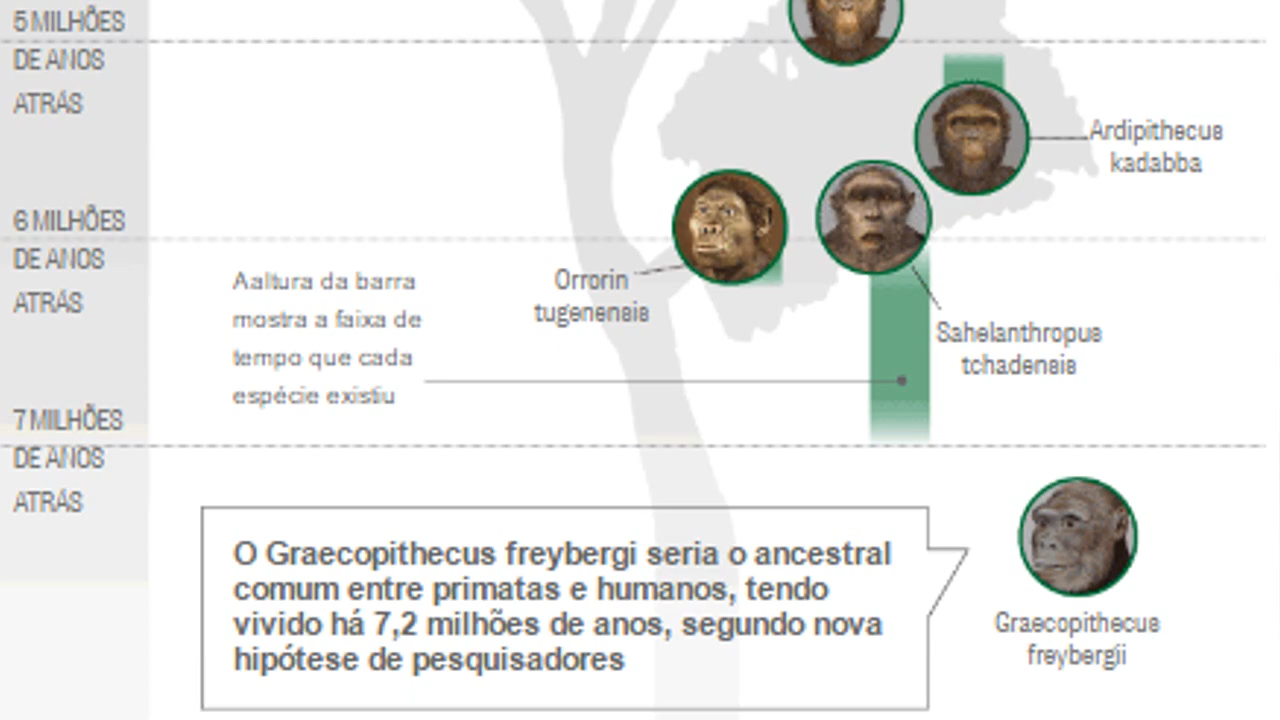 5 MILHÕES
DE ANOS
ATRÁS
Ardipithecus
kadabba
6 MILHÕES
DE ANOS
ATRÁS
Aaltura da barra
mostra a faixa de
tempo que cada
espécie existiu
Orrorin
tugenensis
Sahelanthropus
tchadensis
7 MILHÕES
DE ANOS
ATRÁS
O Graecopithecus freybergi seria o ancestral
comum entre primatas e humanos, tendo
vivido há 7,2 milhões de anos, segundo nova
hipótese de pesquisadores
Graecopithecus
freybergii